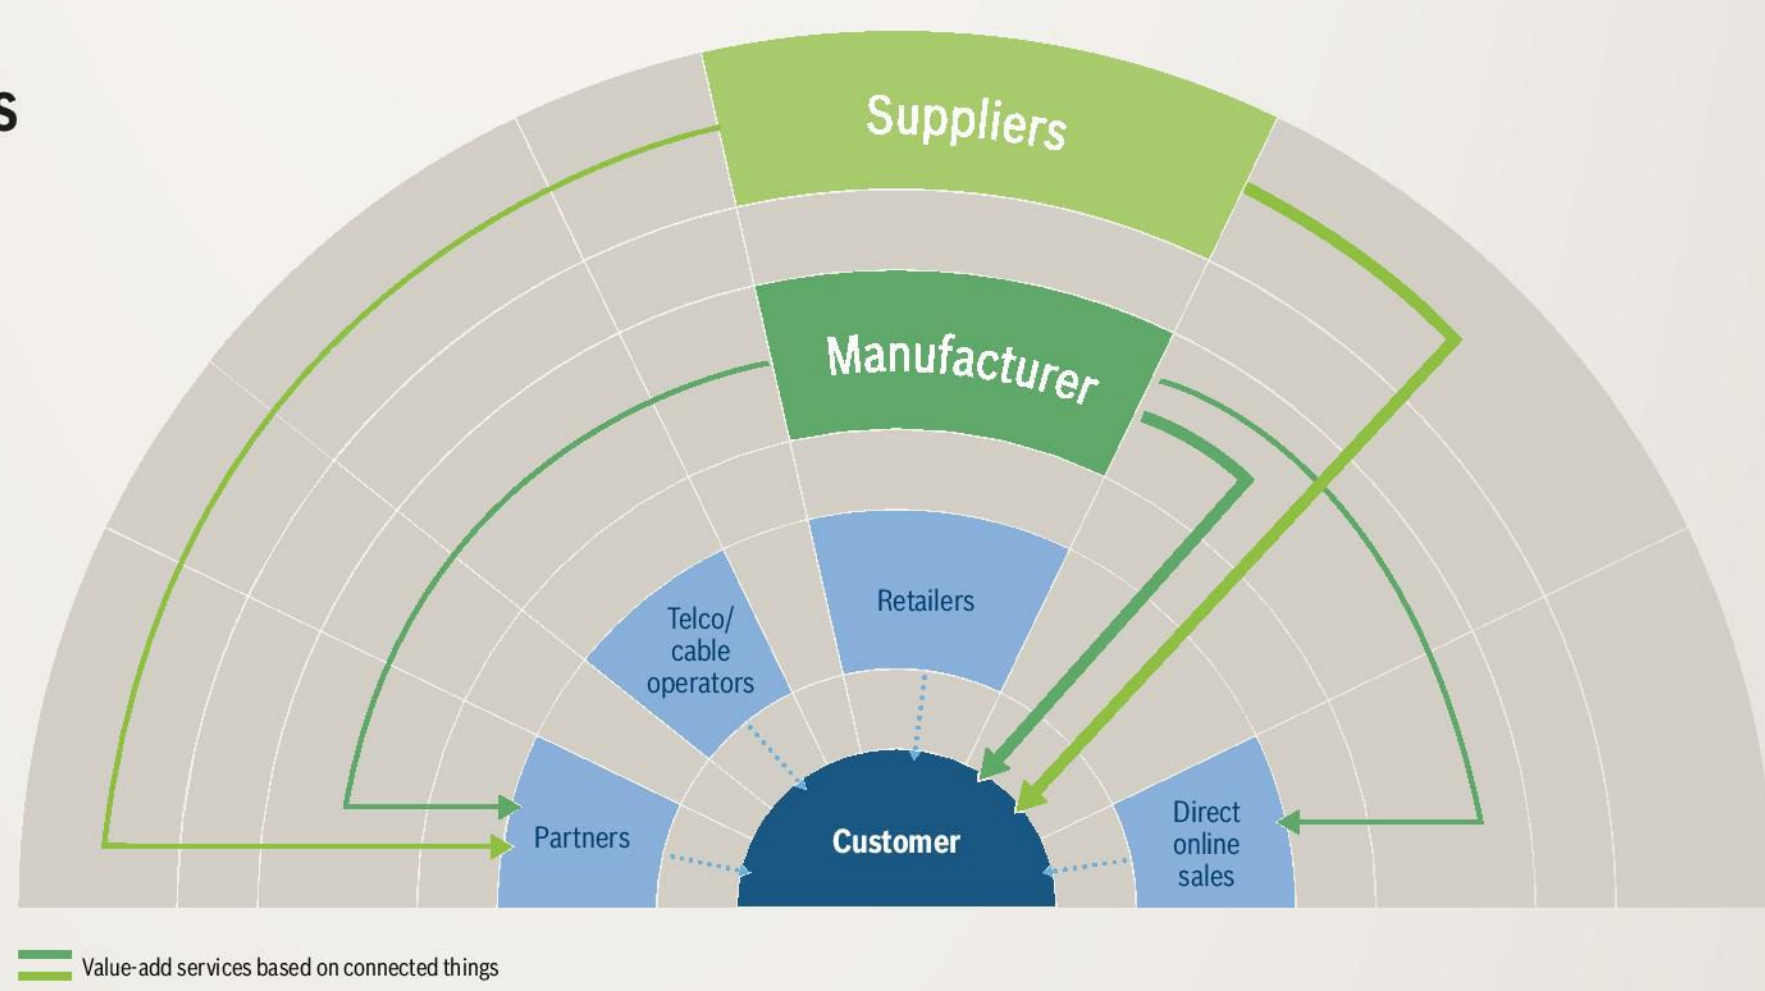 s
Suppliers
Manufacturer
Retailers
Telco/
cable
operators
Partners
Customer
Direct
online
sales
Value-add services based on connected things